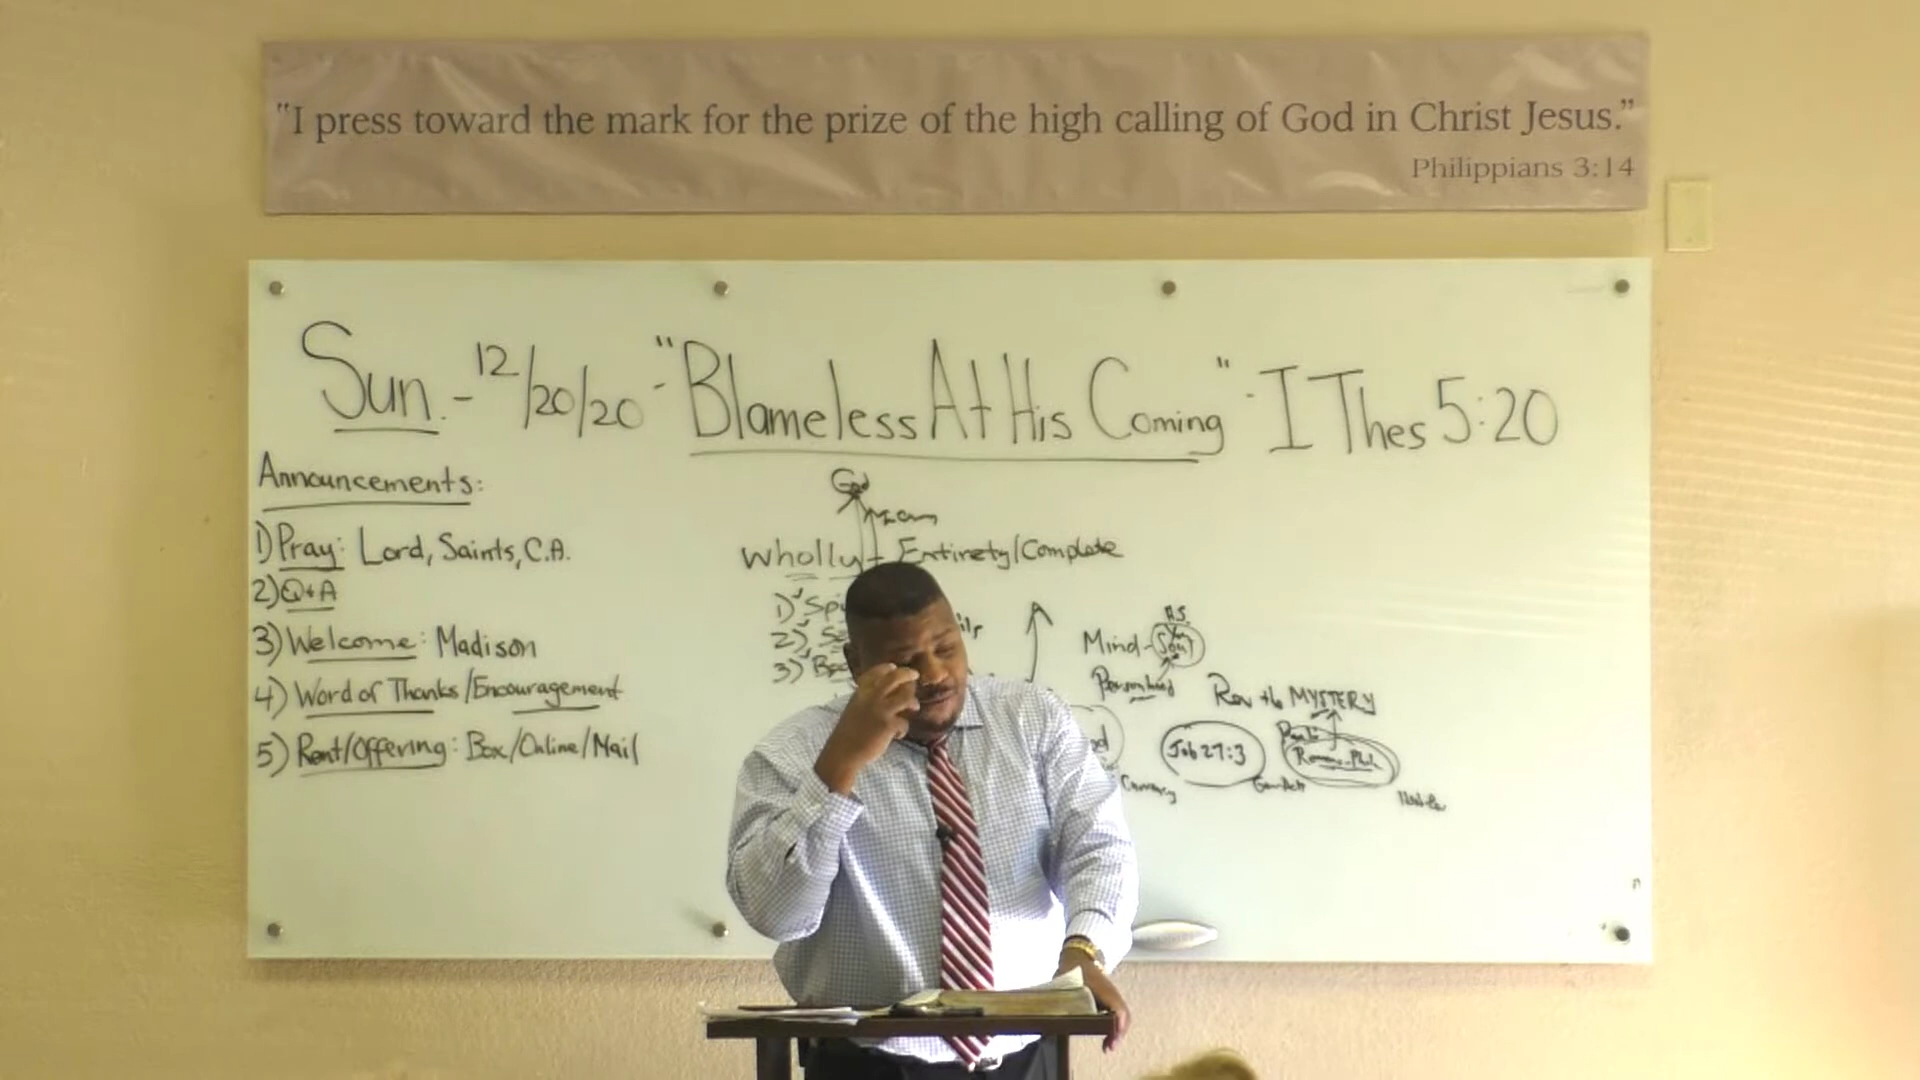 "I press toward the mark for the prize of the high calling of God in Christ Jesus."
Philippians 3:14
Sun. - 12/20/20 - "Blameless At His Coming" - I Thes 5:20
Announcements:
1) Pray: Lord, Saints, C.A.
2) Q+A
3) Welcome: Madison
4) Word of Thanks/Encouragement
5) Rent/Offering: Box/Online/Mail
God
Wholly - Entirety/Complete
1)
2)
3)
Mind -
Personhood
Rev the MYSTERY
Job 27:3